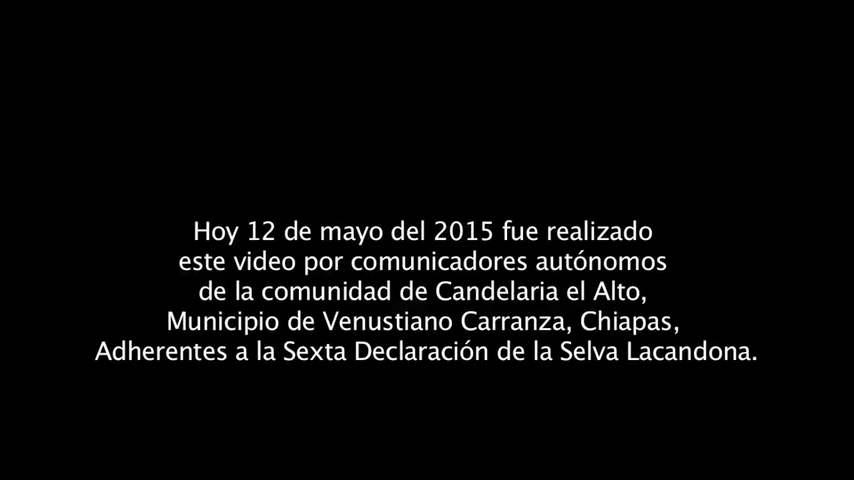 Hoy 12 de mayo del 2015 fue realizado
este video por comunicadores autónomos
de la comunidad de Candelaria el Alto,
Municipio de Venustiano Carranza, Chiapas,
Adherentes a la Sexta Declaración de la Selva Lacandona.